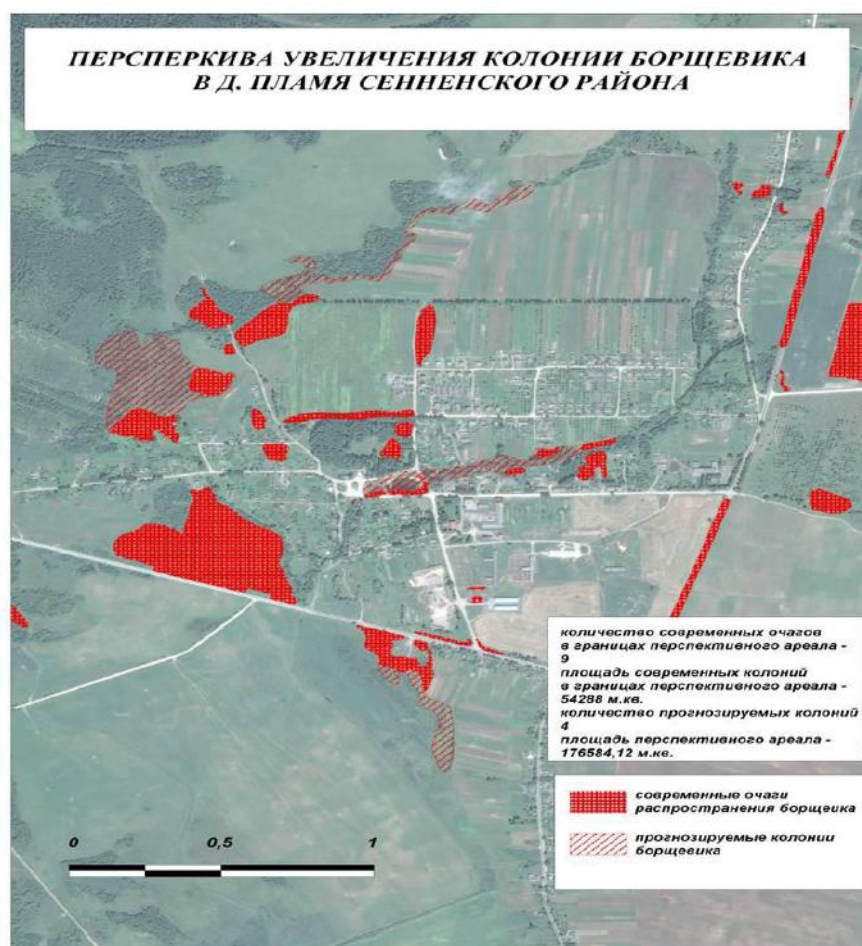 ПЕРСПЕРКИВА УВЕЛИЧЕНИЯ КОЛОНИИ БОРЩЕВИКА
В Д. ПЛАМЯ СЕННЕНСКОГО РАЙОНА
количество современных очагов
в границах перспективного ареала -
9
площадь современных колоний
в границах перспективного ареала -
54288 м.кв.
количество прогнозируемых колоний
4
площадь перспективного ареала -
176584,12 м.кв.
современные очаги
распространения борщеика
прогнозируемые колонии
борщевика
0 0,5 1